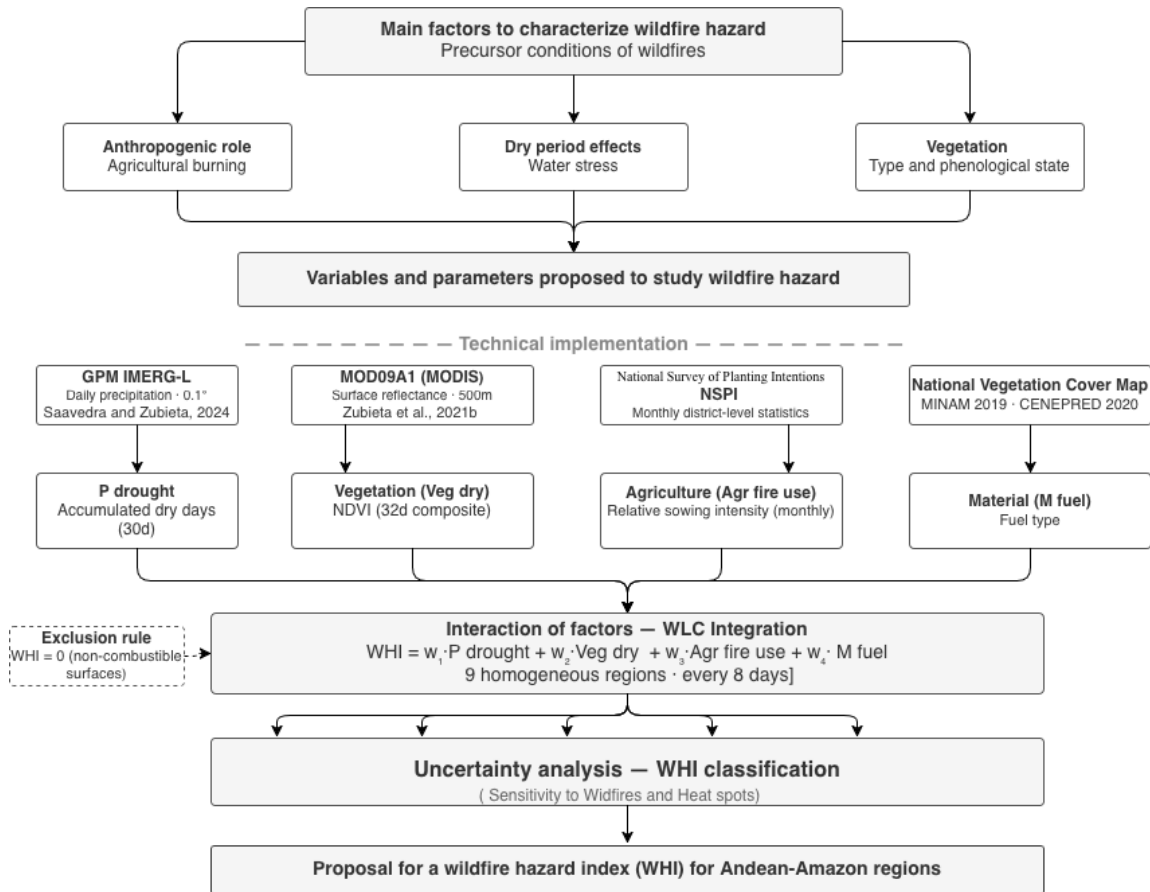 Main factors to characterize wildfire hazard
Precursor conditions of wildfires
Anthropogenic role
Agricultural burning
Dry period effects
Water stress
Vegetation
Type and phenological state
Variables and parameters proposed to study wildfire hazard
Technical implementation
GPM IMERG-L
Daily precipitation · 0.1°
Saavedra and Zubieta, 2024
MOD09A1 (MODIS)
Surface reflectance · 500m
Zubieta et al., 2021b
National Survey of Planting Intentions
NSPI
Monthly district-level statistics
National Vegetation Cover Map
MINAM 2019 · CENEPRED 2020
P drought
Accumulated dry days
(30d)
Vegetation (Veg dry)
NDVI (32d composite)
Agriculture (Agr fire use)
Relative sowing intensity (monthly)
Material (M fuel)
Fuel type
Exclusion rule
WHI = 0 (non-combustible
surfaces)
Interaction of factors — WLC Integration
WHI = w₁·P drought + w₂·Veg dry + w₃·Agr fire use + w₄· M fuel
9 homogeneous regions · every 8 days]
Uncertainty analysis — WHI classification
( Sensitivity to Widfires and Heat spots)
Proposal for a wildfire hazard index (WHI) for Andean-Amazon regions